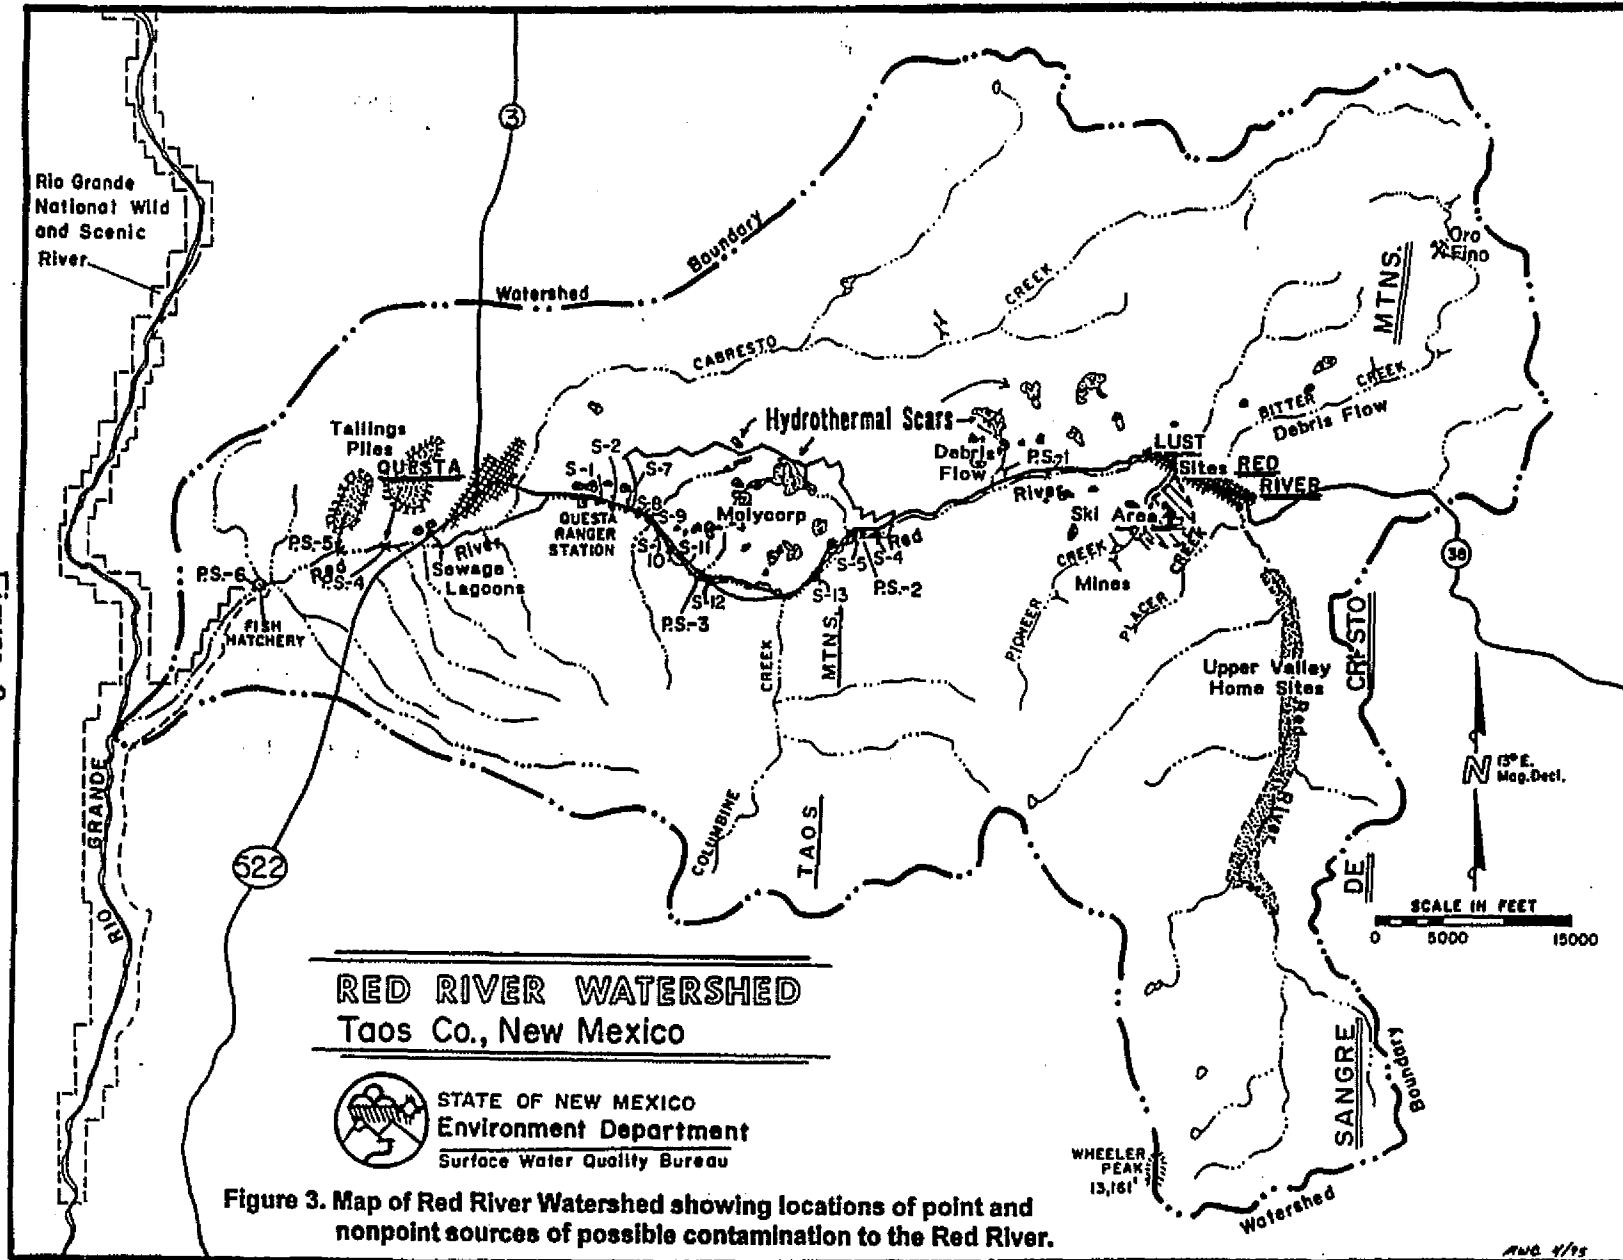 3
Rio Grande
National Wild
and Scenic
River
Watershed
Boundary
CREEK
CABRESTO
Oro
Fino
MTNS.
BITTER
CREEK
Debris Flow
Hydrothermal Scars
Tailings
Piles
QUESTA
S-1
S-2
S-7
S-8
S-9
S-11
S-12
S-13
S-5
S-4
P.S.-2
P.S.-3
QUESTA
RANGER
STATION
Molycorp
Debris
Flow
P.S.-1
River
Red
LUST
Sites
RED
RIVER
Ski Area
CREEK
Mines
CREEK
PIONEER
PLACER
38
P.S.-5
Red
River
P.S.-4
P.S.-6
Sewage
Lagoons
FISH
HATCHERY
CREEK
COLUMBINE
MTNS.
TAOS
Upper Valley
Home Sites
Red
River
CRISTO
DE
SANGRE
N
13° E.
Mag. Decl.
SCALE IN FEET
0 5000 15000
RIO
GRANDE
522
RED RIVER WATERSHED
Taos Co., New Mexico
STATE OF NEW MEXICO
Environment Department
Surface Water Quality Bureau
WHEELER
PEAK
13,161'
Watershed
Boundary
Figure 3. Map of Red River Watershed showing locations of point and
nonpoint sources of possible contamination to the Red River.